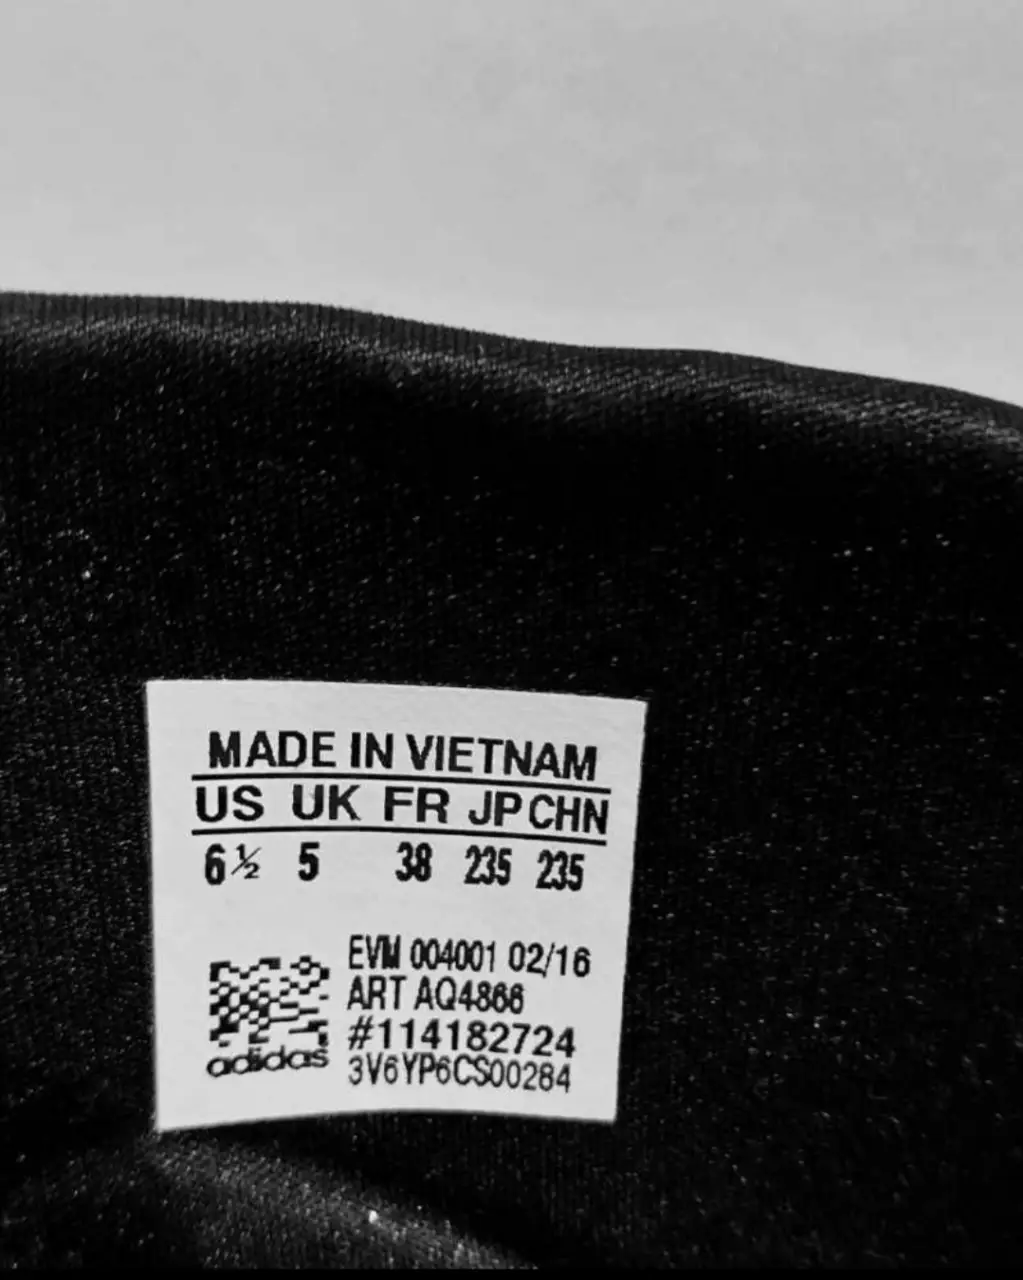 MADE IN VIETNAM
US UK FR JP CHN
6½ 5 38 235 235
EVM 004001 02/16
ART AQ4866
#114182724
3V6YP6CS00284
adidas